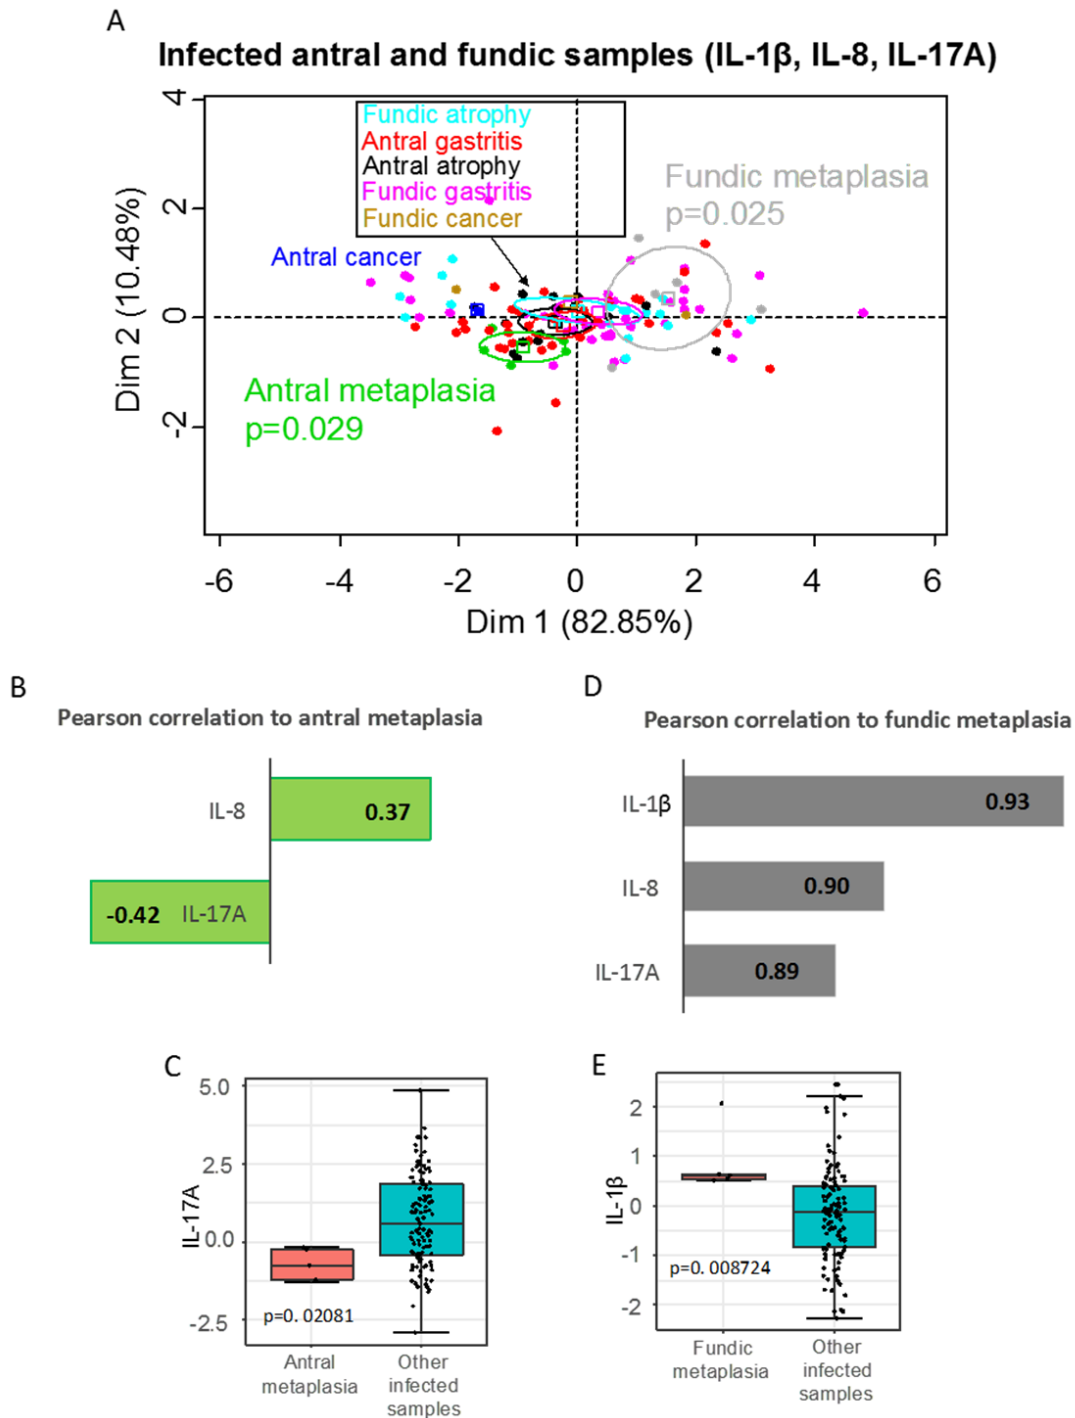 A
Infected antral and fundic samples (IL-1β, IL-8, IL-17A)
4
2
0
-2
Dim 2 (10.48%)
Fundic atrophy
Antral gastritis
Antral atrophy
Fundic gastritis
Fundic cancer
Antral cancer
Fundic metaplasia
p=0.025
Antral metaplasia
p=0.029
-6 -4 -2 0 2 4 6
Dim 1 (82.85%)
B
Pearson correlation to antral metaplasia
IL-8
0.37
-0.42 IL-17A
D
Pearson correlation to fundic metaplasia
IL-1β
0.93
IL-8
0.90
IL-17A
0.89
C
5.0
2.5
0.0
-2.5
IL-17A
p=0.02081
Antral
metaplasia
Other
infected
samples
E
2
1
0
-1
-2
IL-1β
p=0.008724
Fundic
metaplasia
Other
infected
samples